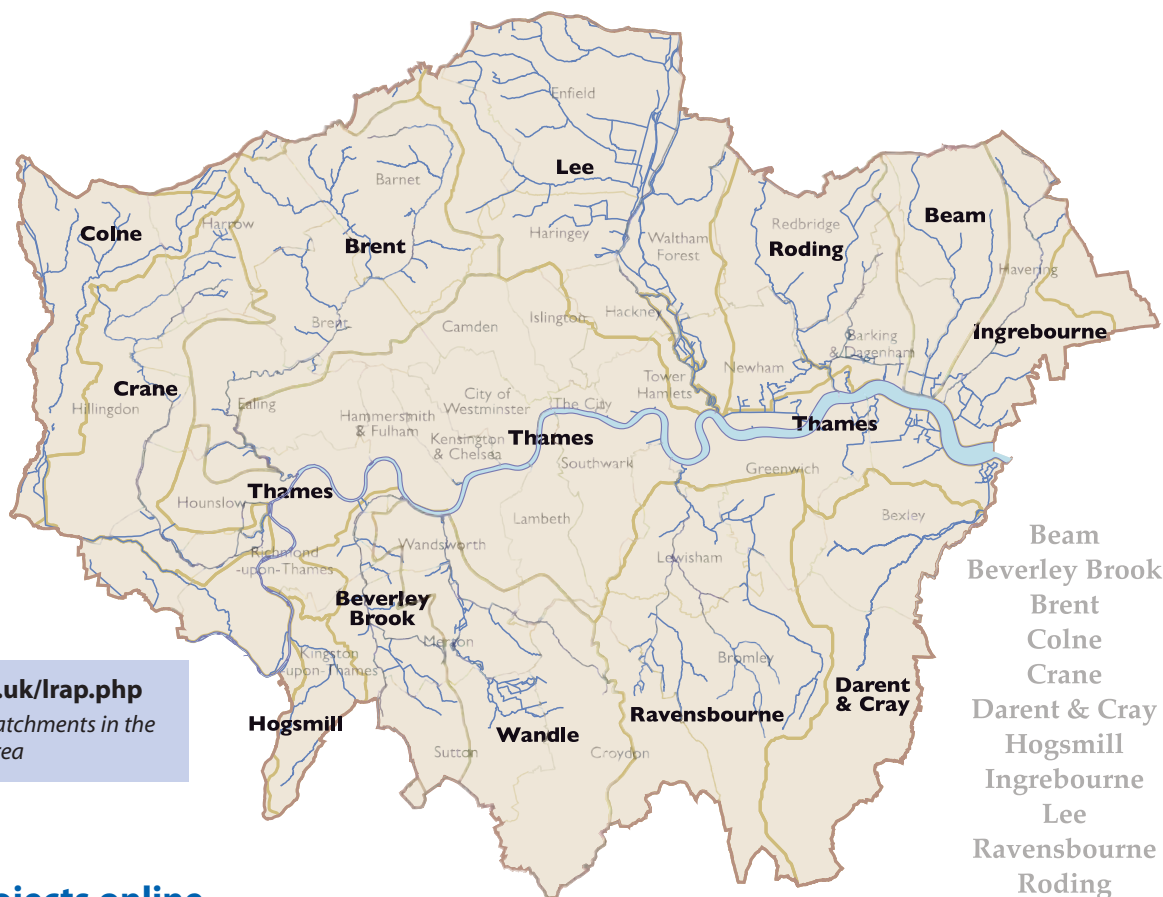 Enfield
Lee
Barnet
Colne
Harrow
Brent
Haringey
Waltham
Forest
Redbridge
Roding
Beam
Havering
Ingrebourne
Brent
Camden
Islington
Hackney
Barking
& Dagenham
Newham
Tower
Hamlets
Crane
Hillingdon
Ealing
Hammersmith
& Fulham
City of
Westminster
The City
Kensington
& Chelsea
Thames
Southwark
Thames
Greenwich
Thames
Hounslow
Lambeth
Bexley
Richmond
-upon-Thames
Wandsworth
Lewisham
Beverley
Brook
Merton
Kingston
-upon-Thames
Bromley
Darent
& Cray
Hogsmill
Wandle
Ravensbourne
Sutton
Croydon
.uk/lrap.php
atchments in the
ea
Beam
Beverley Brook
Brent
Colne
Crane
Darent & Cray
Hogsmill
Ingrebourne
Lee
Ravensbourne
Roding